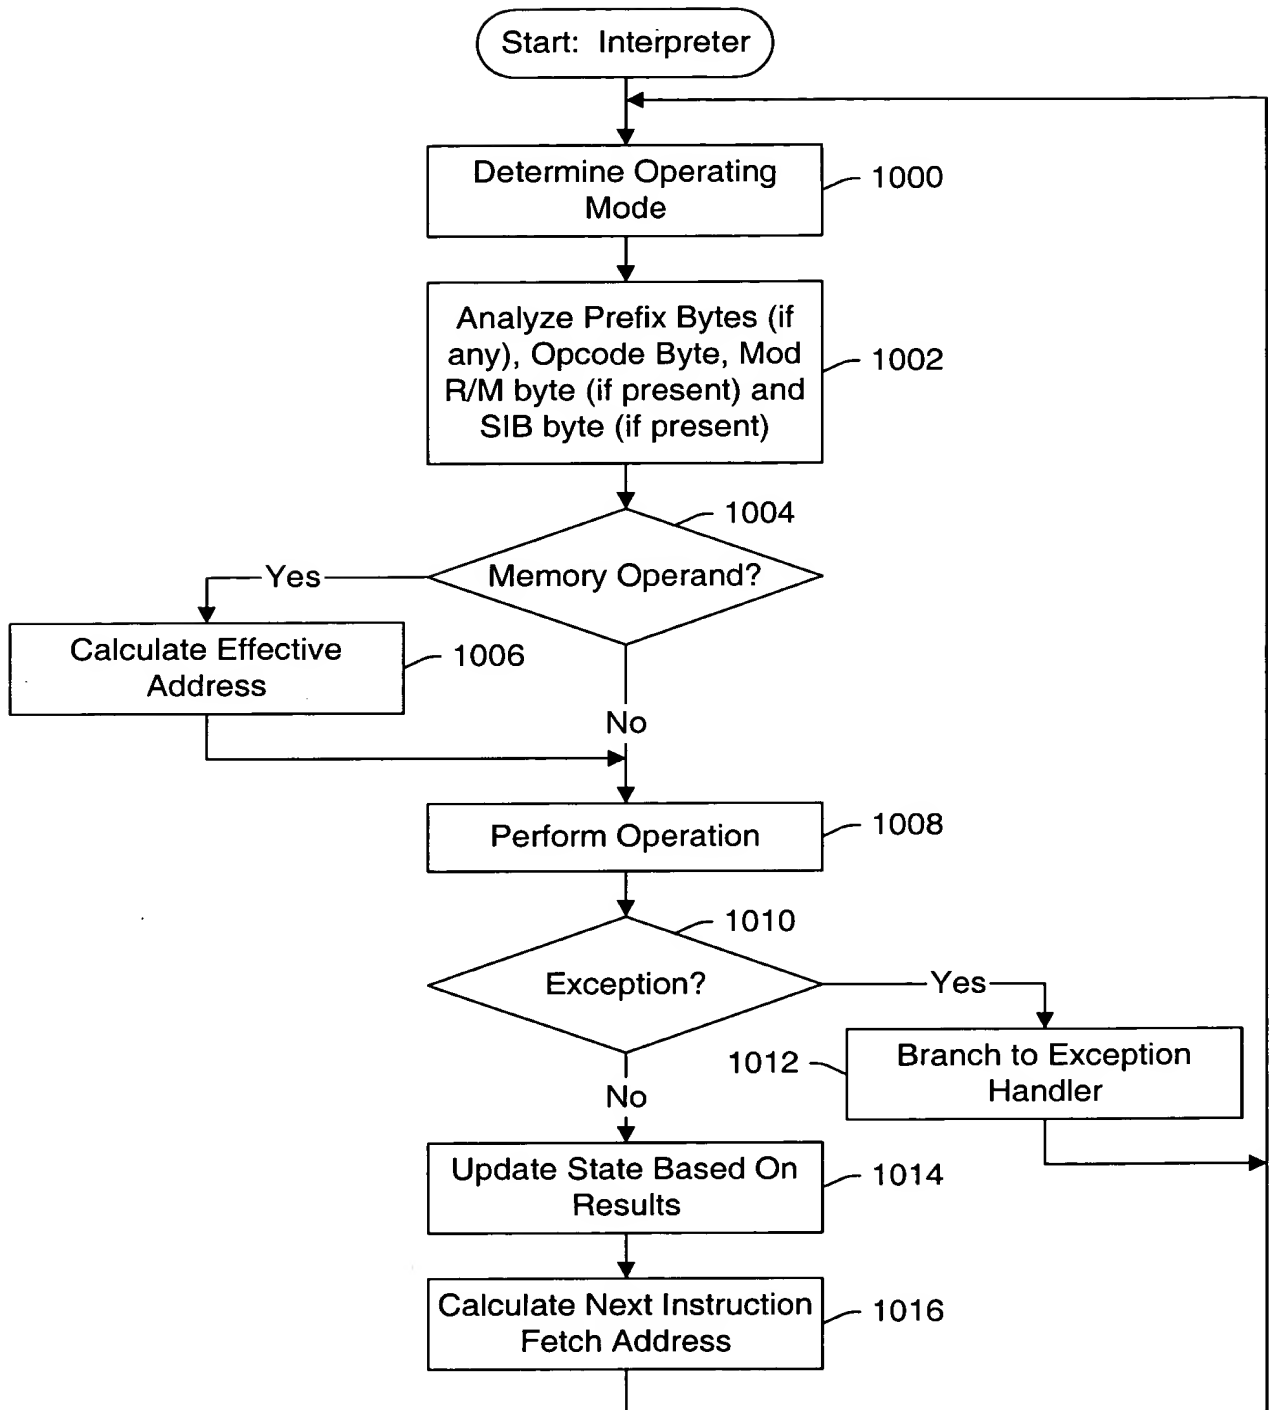 Start: Interpreter
Determine Operating
Mode
1000
Analyze Prefix Bytes (if
any), Opcode Byte, Mod
R/M byte (if present) and
SIB byte (if present)
1002
1004
Memory Operand?
Yes
Calculate Effective
Address
1006
No
Perform Operation
1008
1010
Exception?
Yes
1012
Branch to Exception
Handler
No
Update State Based On
Results
1014
Calculate Next Instruction
Fetch Address
1016